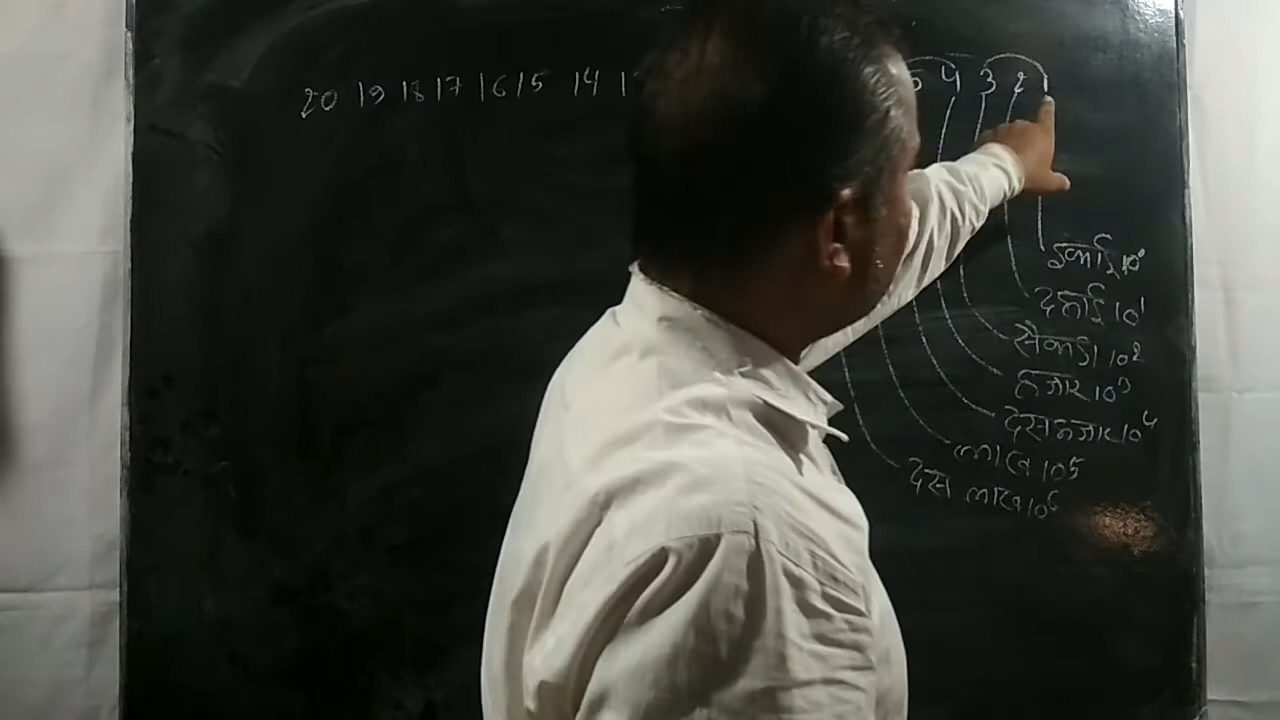 20 19 18 17 16 15 14 1 5 4 3 2 1
इकाई 10⁰
दहाई 10¹
सैकड़ा 10²
हजार 10³
दस हजार 10⁴
लाख 10⁵
दस लाख 10⁶